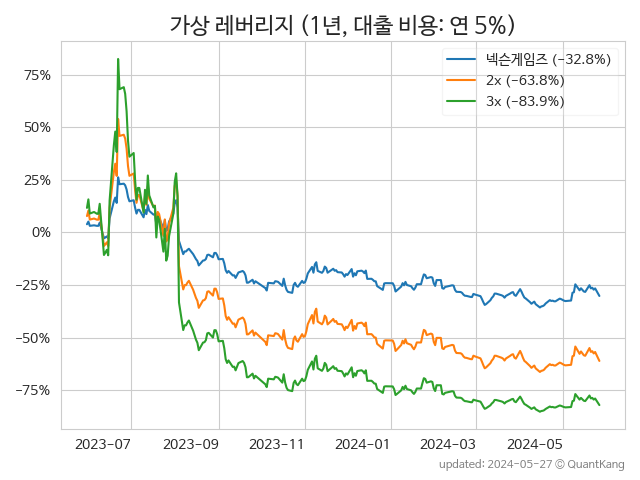 가상 레버리지 (1년, 대출 비용: 연 5%)
넥슨게임즈 (−32.8%)
2x (−63.8%)
3x (−83.9%)
75%
50%
25%
0%
−25%
−50%
−75%
2023-07 2023-09 2023-11 2024-01 2024-03 2024-05
updated: 2024-05-27 © QuantKang